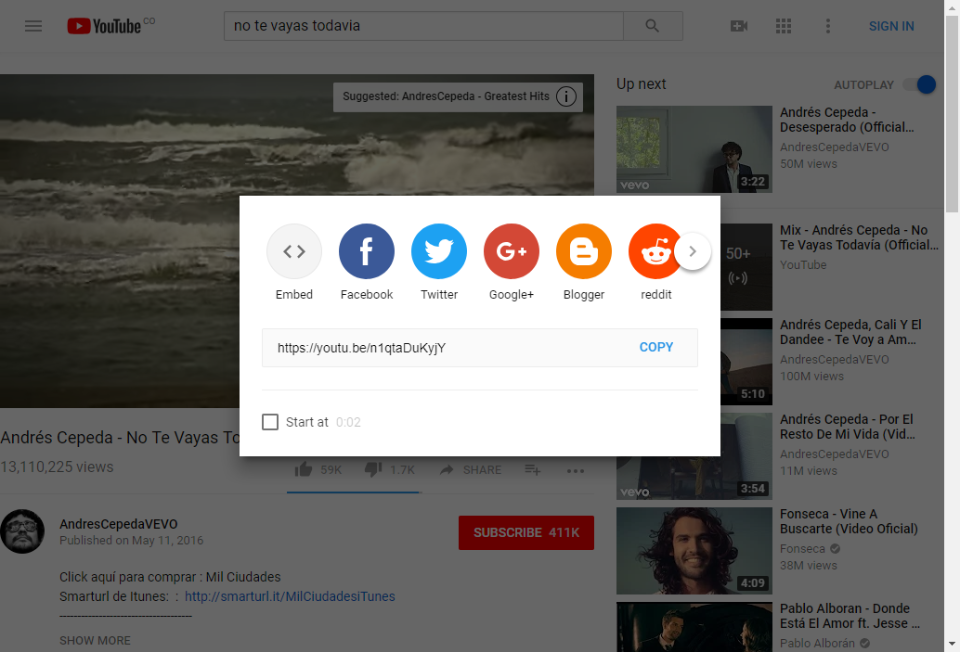 YouTube CO
no te vayas todavia
SIGN IN
Suggested: AndresCepeda - Greatest Hits
Up next
AUTOPLAY
vevo
3:22
Andrés Cepeda -
Desesperado (Official...
AndresCepedaVEVO
50M views
50+
Mix - Andrés Cepeda - No
Te Vayas Todavía (Official...
YouTube
5:10
Andrés Cepeda, Cali Y El
Dandee - Te Voy a Am...
AndresCepedaVEVO
100M views
vevo
3:54
Andrés Cepeda - Por El
Resto De Mi Vida (Vid...
AndresCepedaVEVO
11M views
4:09
Fonseca - Vine A
Buscarte (Video Oficial)
Fonseca
38M views
Pablo Alboran - Donde
Está El Amor ft. Jesse ...
Pablo Alborán
Embed
Facebook
Twitter
Google+
Blogger
reddit
https://youtu.be/n1qtaDuKyjY
COPY
Start at 0:02
Andrés Cepeda - No Te Vayas To
13,110,225 views
59K
1.7K
SHARE
AndresCepedaVEVO
Published on May 11, 2016
SUBSCRIBE 411K
Click aquí para comprar : Mil Ciudades
Smarturl de Itunes: : http://smarturl.it/MilCiudadesiTunes
----------------------------------------
SHOW MORE